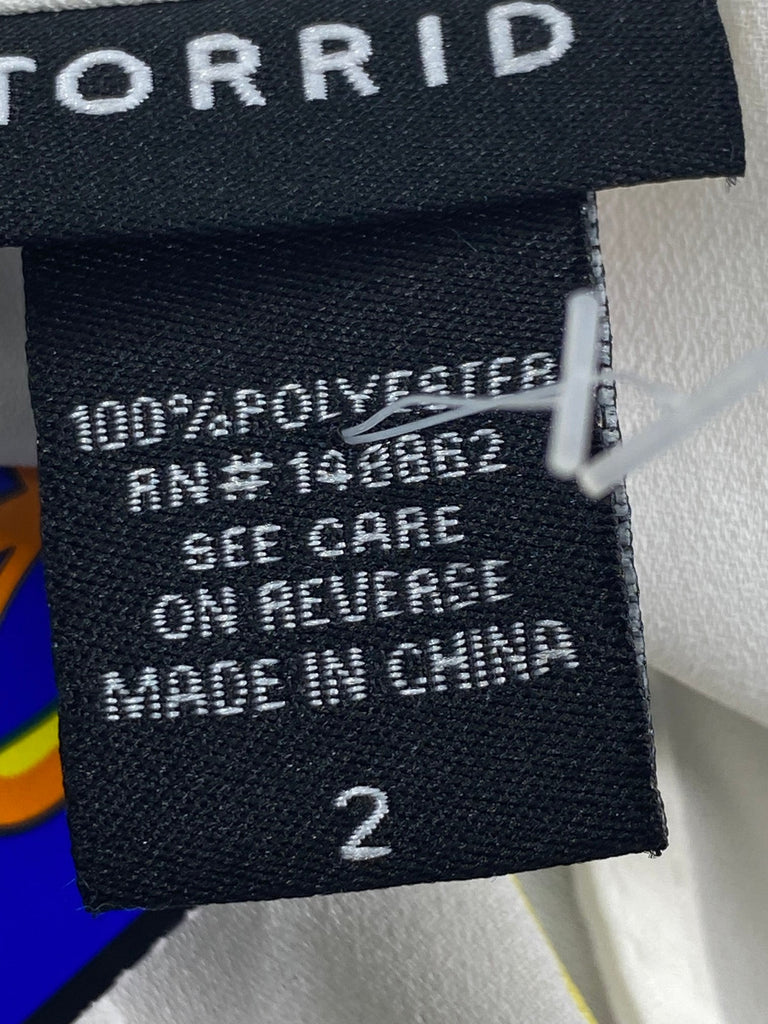 TORRID
100%POLYESTER
RN#148882
SEE CARE
ON REVERSE
MADE IN CHINA
2